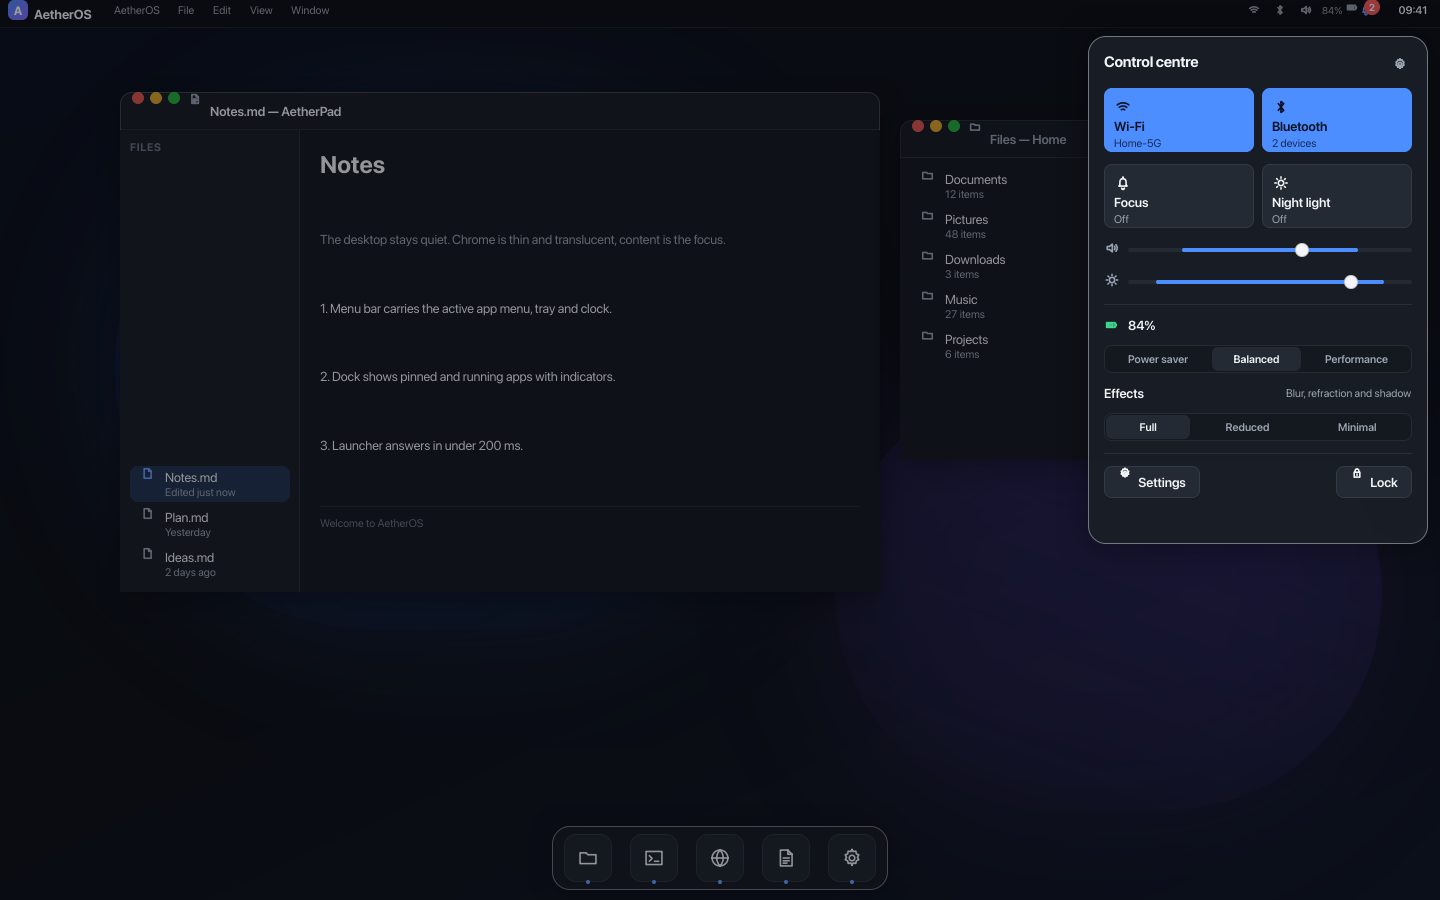 A AetherOS AetherOS File Edit View Window 84% 2 09:41
Notes.md — AetherPad
FILES
Notes
The desktop stays quiet. Chrome is thin and translucent, content is the focus.
1. Menu bar carries the active app menu, tray and clock.
2. Dock shows pinned and running apps with indicators.
3. Launcher answers in under 200 ms.
Welcome to AetherOS
Notes.md
Edited just now
Plan.md
Yesterday
Ideas.md
2 days ago
Files — Home
Documents
12 items
Pictures
48 items
Downloads
3 items
Music
27 items
Projects
6 items
Control centre
Wi-Fi
Home-5G
Bluetooth
2 devices
Focus
Off
Night light
Off
84%
Power saver Balanced Performance
Effects Blur, refraction and shadow
Full Reduced Minimal
Settings Lock